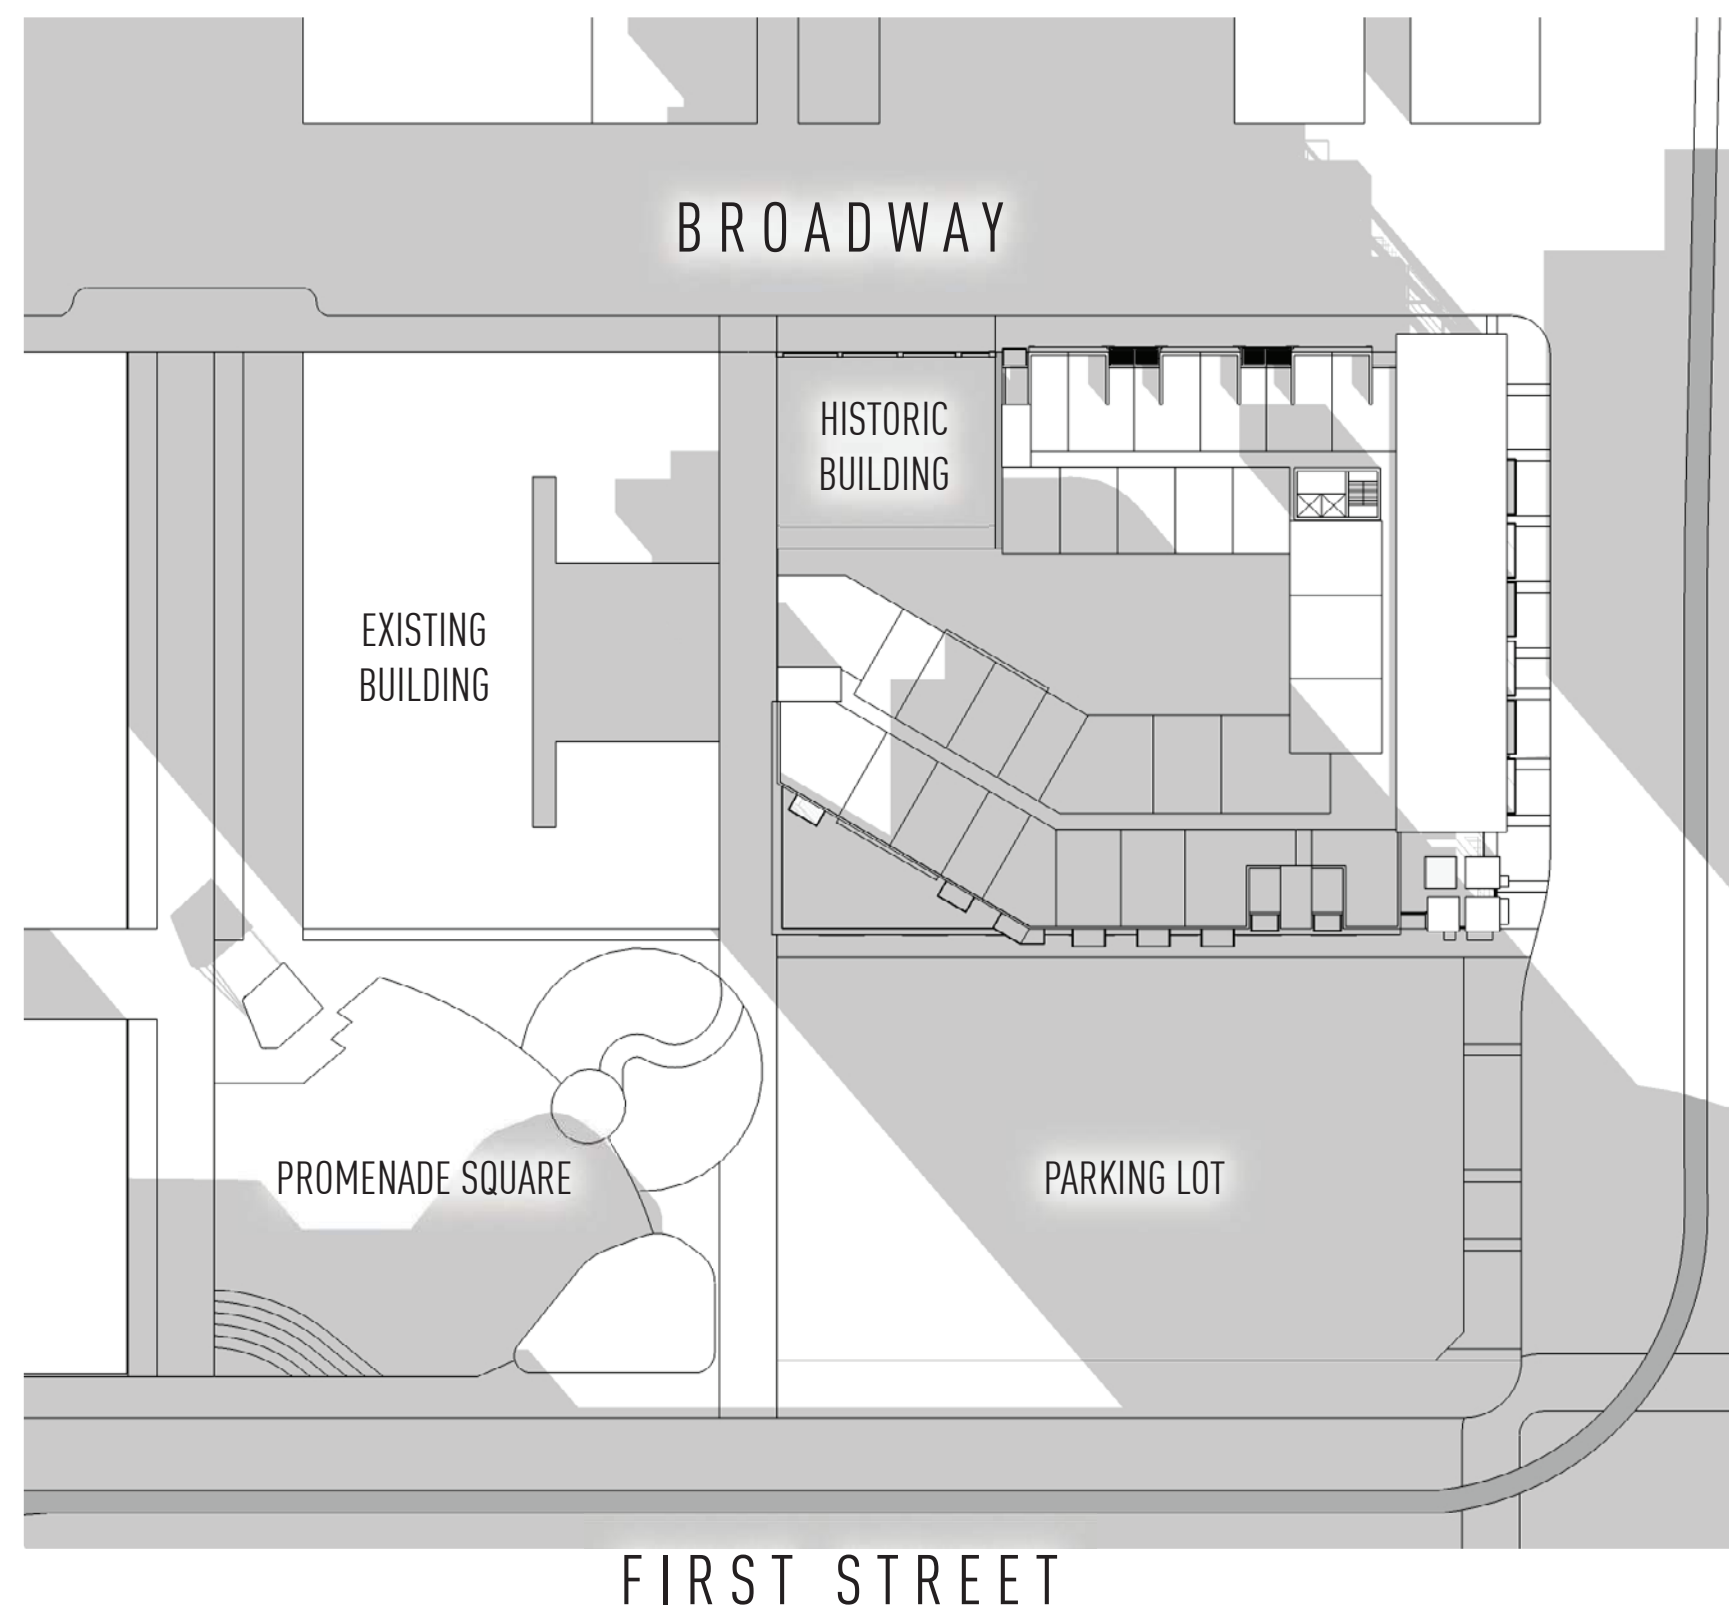 BROADWAY
HISTORIC
BUILDING
EXISTING
BUILDING
PROMENADE SQUARE
PARKING LOT
FIRST STREET